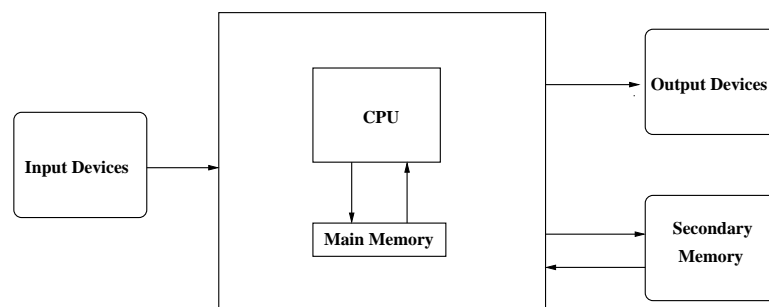 Input Devices
CPU
Main Memory
Output Devices
Secondary
Memory